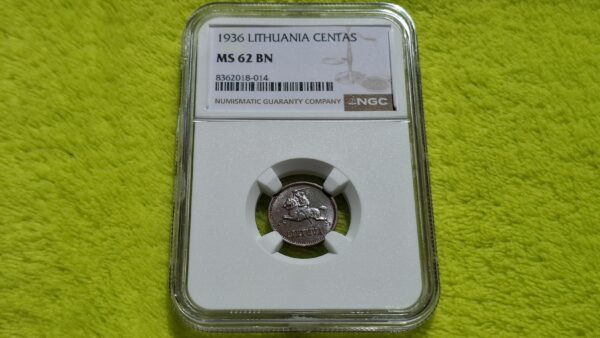 1936 LITHUANIA CENTAS
MS 62 BN
8362018-014
NUMISMATIC GUARANTY COMPANY NGC
LIETUVA